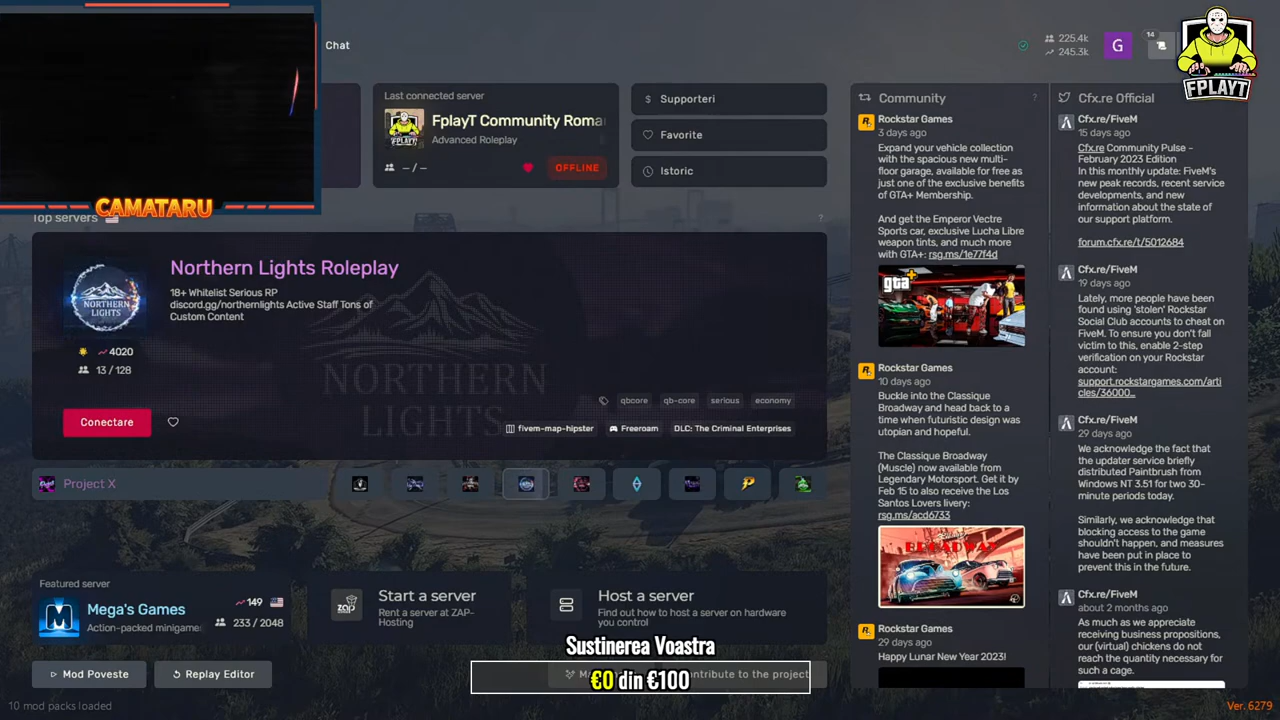 Chat
225.4k
245.3k
G
14
FPLAYT
CAMATARU
Last connected server
FplayT Community Roma
Advanced Roleplay
– / –
OFFLINE
Supporteri
Favorite
Istoric
Top servers
?
Northern Lights Roleplay
18+ Whitelist Serious RP
discord.gg/northernlights Active Staff Tons of
Custom Content
NORTHERN
LIGHTS
4020
13 / 128
Conectare
NORTHERN
LIGHTS
qbcore
qb-core
serious
economy
fivem-map-hipster
Freeroam
DLC: The Criminal Enterprises
Project X
Featured server
Mega's Games
Action-packed minigame
149
233 / 2048
ZAP
Start a server
Rent a server at ZAP-
Hosting
Host a server
Find out how to host a server on hardware
you control
Sustinerea Voastra
€0 din €100
ntribute to the project
Mod Poveste
Replay Editor
10 mod packs loaded
Community
?
Rockstar Games
3 days ago
Expand your vehicle collection
with the spacious new multi-
floor garage, available for free as
just one of the exclusive benefits
of GTA+ Membership.
And get the Emperor Vectre
Sports car, exclusive Lucha Libre
weapon tints, and much more
with GTA+: rsg.ms/1e77f4d
gta+
Rockstar Games
10 days ago
Buckle into the Classique
Broadway and head back to a
time when futuristic design was
utopian and hopeful.
The Classique Broadway
(Muscle) now available from
Legendary Motorsport. Get it by
Feb 15 to also receive the Los
Santos Lovers livery:
rsg.ms/acd6733
BROADWAY
Rockstar Games
29 days ago
Happy Lunar New Year 2023!
Cfx.re Official
Cfx.re/FiveM
15 days ago
Cfx.re Community Pulse -
February 2023 Edition
In this monthly update: FiveM's
new peak records, recent service
developments, and new
information about the state of
our support platform.
forum.cfx.re/t/5012684
Cfx.re/FiveM
19 days ago
Lately, more people have been
found using 'stolen' Rockstar
Social Club accounts to cheat on
FiveM. To ensure you don't fall
victim to this, enable 2-step
verification on your Rockstar
account:
support.rockstargames.com/arti
cles/36000...
Cfx.re/FiveM
29 days ago
We acknowledge the fact that
the updater service briefly
distributed Paintbrush from
Windows NT 3.51 for two 30-
minute periods today.
Similarly, we acknowledge that
blocking access to the game
shouldn't happen, and measures
have been put in place to
prevent this in the future.
Cfx.re/FiveM
about 2 months ago
As much as we appreciate
receiving business propositions,
our (virtual) chickens do not
reach the quantity necessary for
such a cage.
Ver. 6279